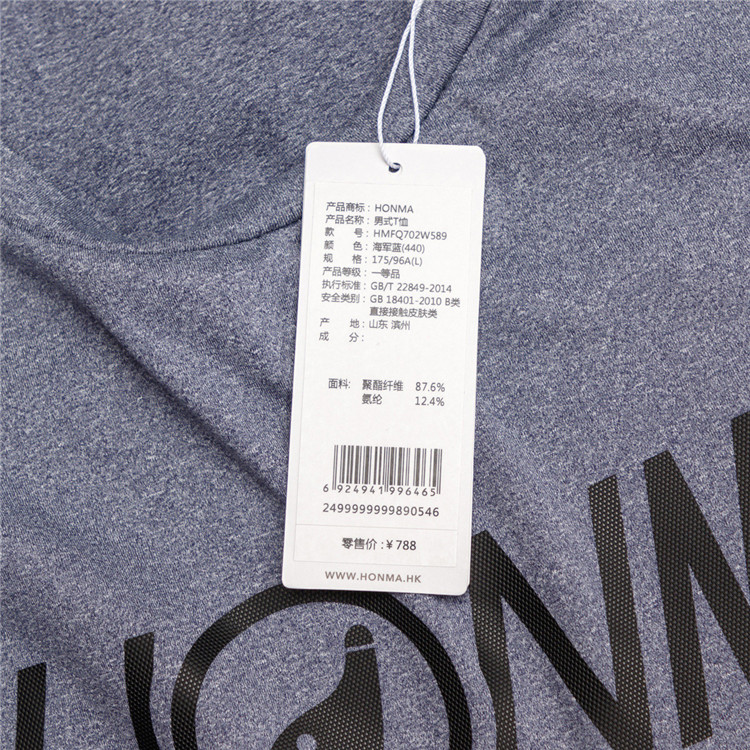 产品商标: HONMA
产品名称: 男式T恤
款 号: HMFQ702W589
颜 色: 海军蓝(440)
规 格: 175/96A(L)
产品等级: 一等品
执行标准: GB/T 22849-2014
安全类别: GB 18401-2010 B类
直接接触皮肤类
产 地: 山东 滨州
成 分:
面料: 聚酯纤维 87.6%
氨纶 12.4%
6 924941 996465
2499999999890546
零售价:¥788
WWW.HONMA.HK
HONM